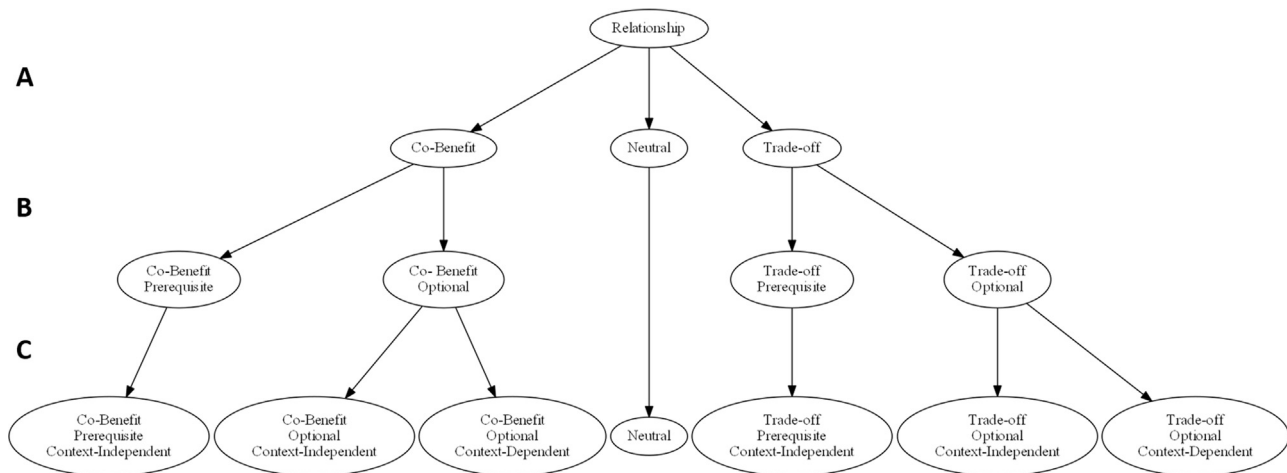 Relationship
A
Co-Benefit
Neutral
Trade-off
B
Co-Benefit
Prerequisite
Co- Benefit
Optional
Trade-off
Prerequisite
Trade-off
Optional
C
Co-Benefit
Prerequisite
Context-Independent
Co-Benefit
Optional
Context-Independent
Co-Benefit
Optional
Context-Dependent
Neutral
Trade-off
Prerequisite
Context-Independent
Trade-off
Optional
Context-Independent
Trade-off
Optional
Context-Dependent